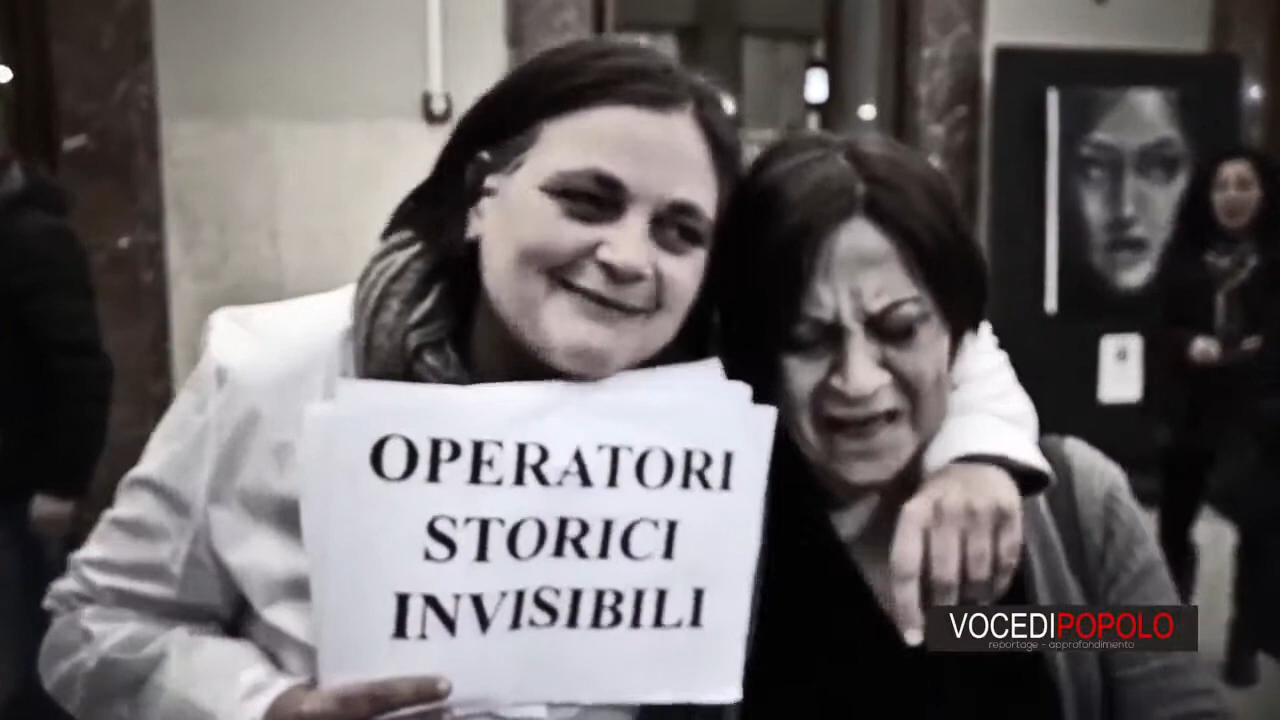 OPERATORI
STORICI
INVISIBILI
VOCEDIPOPOLO
reportage - approfondimento